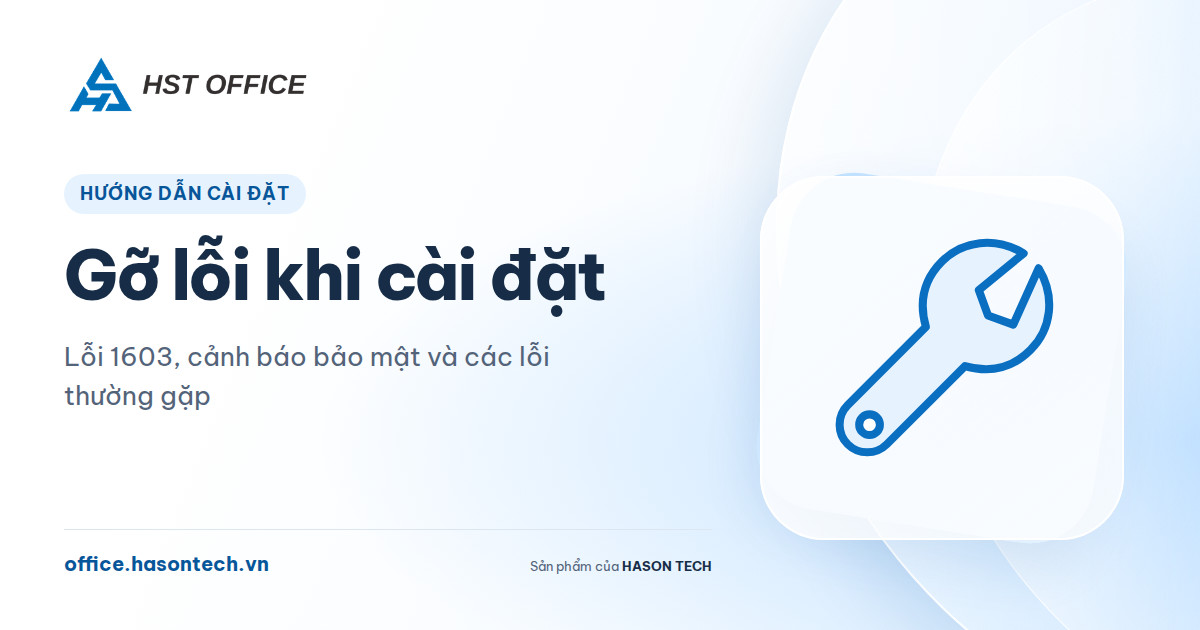 HST OFFICE
HƯỚNG DẪN CÀI ĐẶT
Gỡ lỗi khi cài đặt
Lỗi 1603, cảnh báo bảo mật và các lỗi
thường gặp
office.hasontech.vn
Sản phẩm của HASON TECH